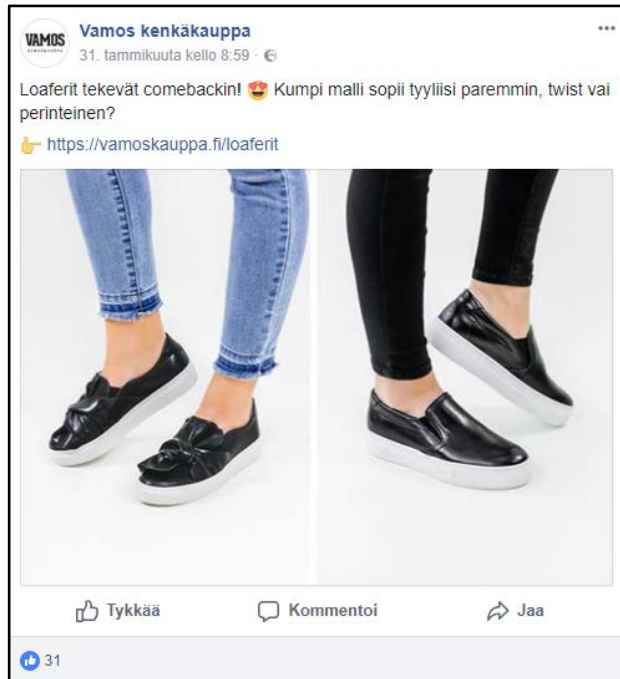 VAMOS
KENKÄKAUPPA
Vamos kenkäkauppa
31. tammikuuta kello 8:59 ·
Loaferit tekevät comebackin! 😍 Kumpi malli sopii tyyliisi paremmin, twist vai
perinteinen?
👉 https://vamoskauppa.fi/loaferit
Tykkää Kommentoi Jaa
31